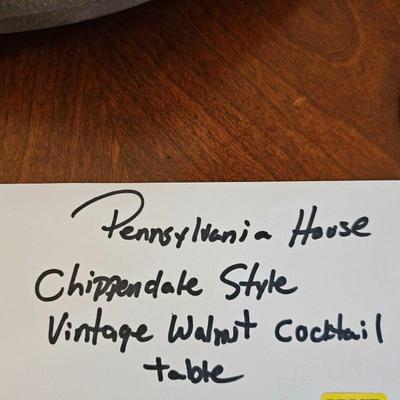 Pennsylvania House
Chippendale Style
Vintage Walnut Cocktail
table